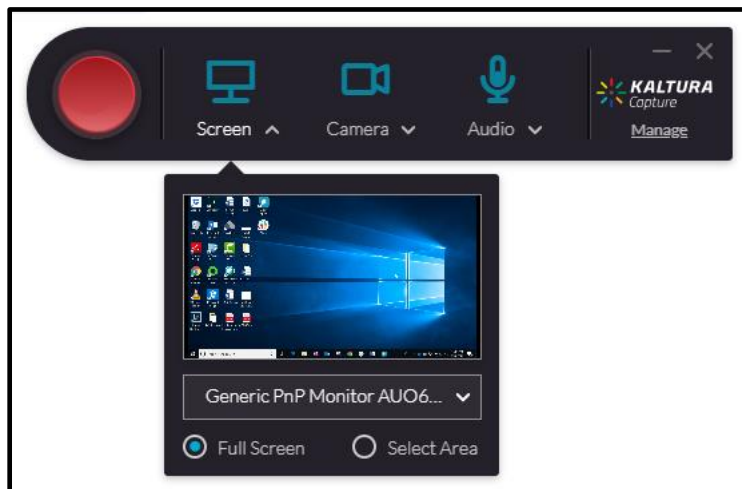 KALTURA
Capture
Screen
Camera
Audio
Manage
Generic PnP Monitor AUO6...
Full Screen
Select Area